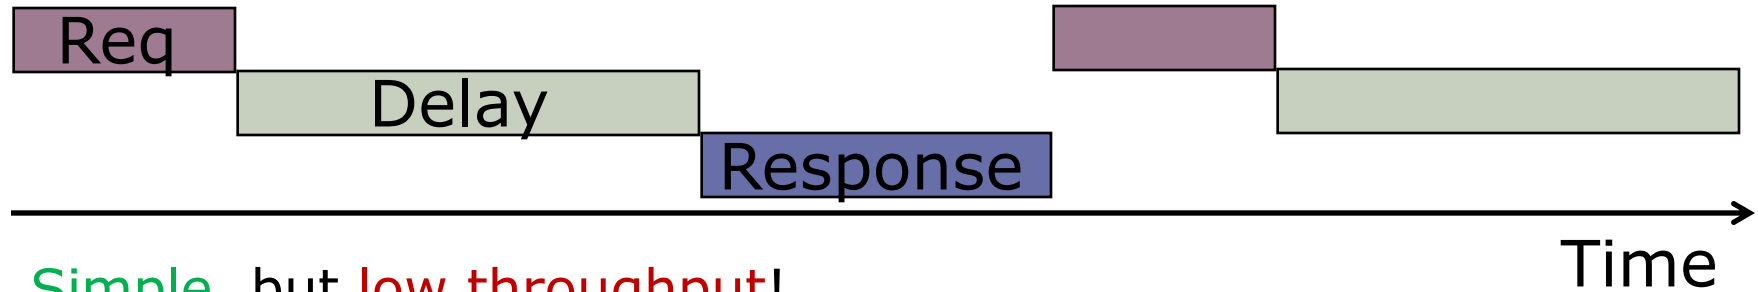 Req
Delay
Response
Time
Simple, but low throughput!